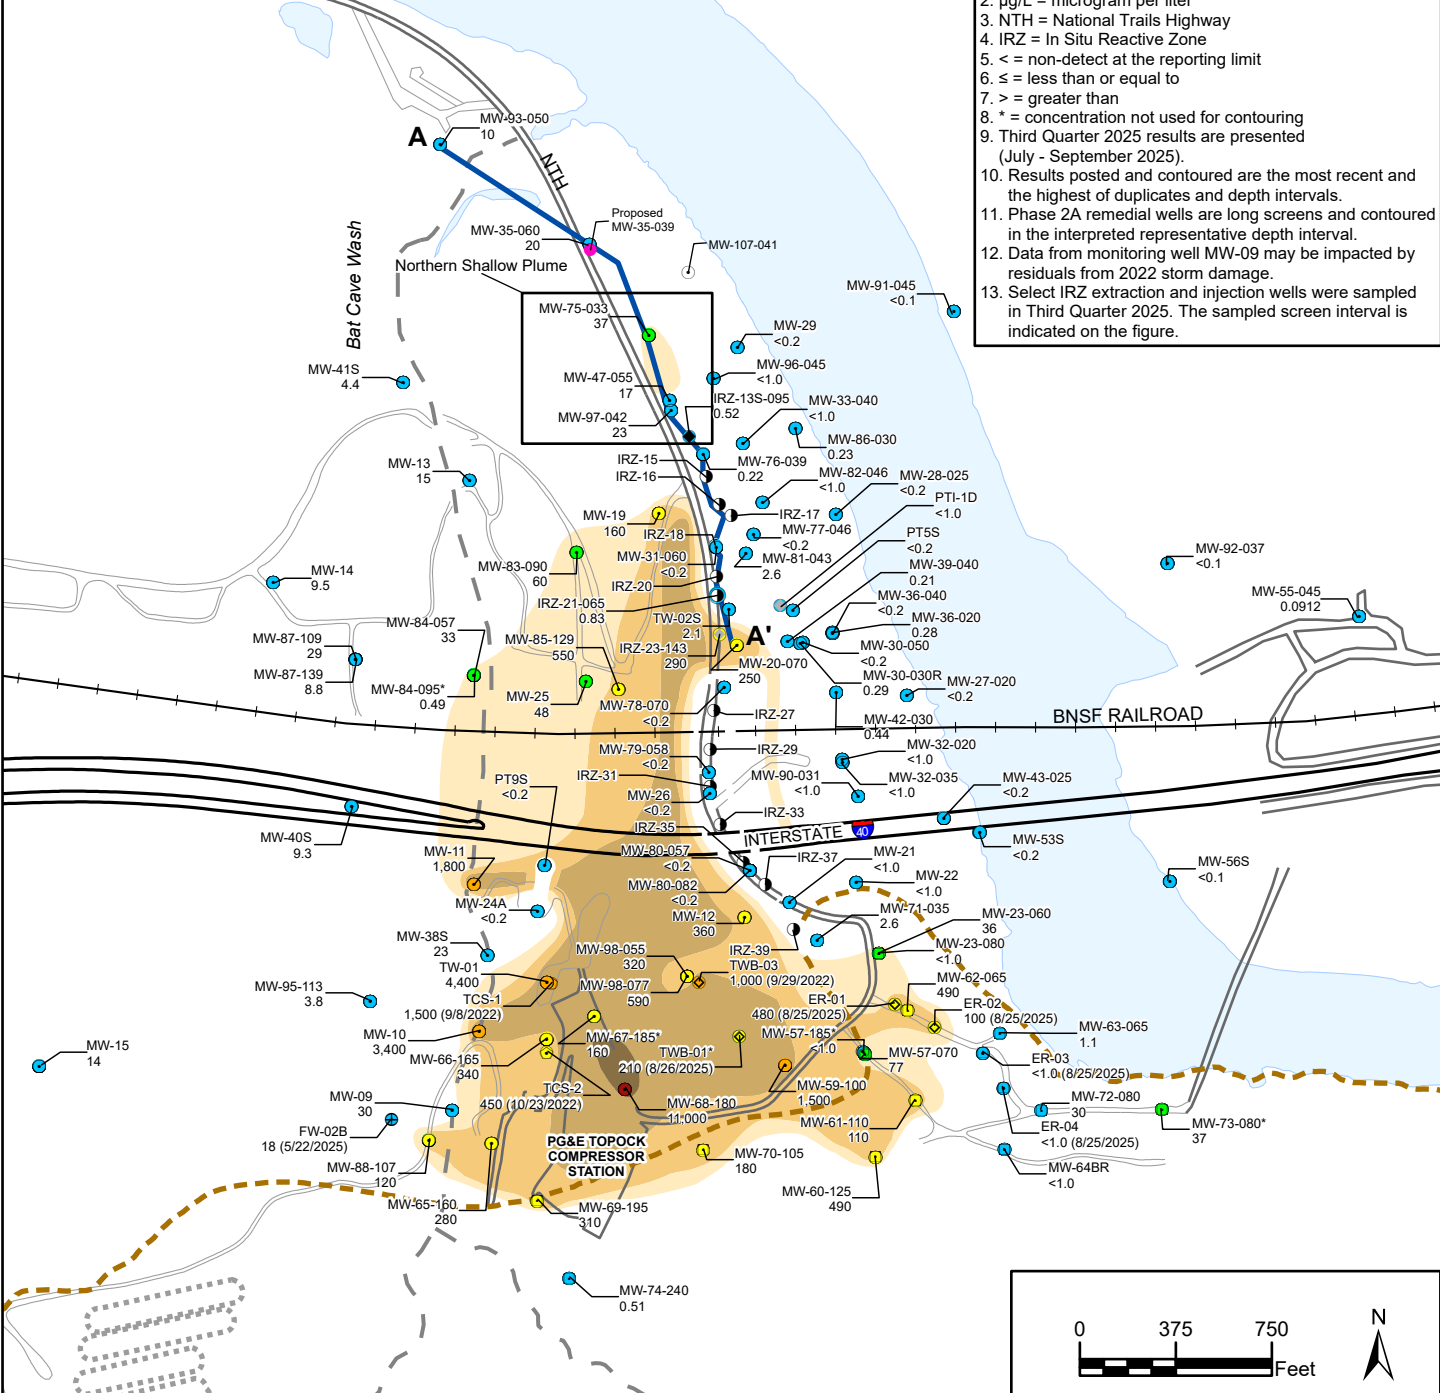 2. µg/L = microgram per liter
3. NTH = National Trails Highway
4. IRZ = In Situ Reactive Zone
5. < = non-detect at the reporting limit
6. ≤ = less than or equal to
7. > = greater than
8. * = concentration not used for contouring
9. Third Quarter 2025 results are presented
(July - September 2025).
10. Results posted and contoured are the most recent and
the highest of duplicates and depth intervals.
11. Phase 2A remedial wells are long screens and contoured
in the interpreted representative depth interval.
12. Data from monitoring well MW-09 may be impacted by
residuals from 2022 storm damage.
13. Select IRZ extraction and injection wells were sampled
in Third Quarter 2025. The sampled screen interval is
indicated on the figure.
A
MW-93-050
10
NTH
Bat Cave Wash
Proposed
MW-35-039
MW-35-060
20
MW-107-041
Northern Shallow Plume
MW-75-033
37
MW-91-045
<0.1
MW-29
<0.2
MW-96-045
<1.0
MW-41S
4.4
MW-47-055
17
IRZ-13S-095
0.52
MW-33-040
<1.0
MW-97-042
23
MW-86-030
0.23
MW-13
15
IRZ-15
IRZ-16
MW-76-039
0.22
MW-82-046
<1.0
MW-28-025
<0.2
PTI-1D
<1.0
MW-19
160
IRZ-17
IRZ-18
MW-77-046
<0.2
PT5S
<0.2
MW-31-060
<0.2
MW-81-043
2.6
MW-39-040
0.21
MW-92-037
<0.1
MW-14
9.5
MW-83-090
60
IRZ-20
IRZ-21-065
0.83
MW-36-040
<0.2
MW-55-045
0.0912
MW-84-057
33
TW-02S
2.1
A'
MW-36-020
0.28
MW-87-109
29
MW-85-129
550
IRZ-23-143
290
MW-30-050
<0.2
MW-87-139
8.8
MW-20-070
250
MW-30-030R
0.29
MW-84-095*
0.49
MW-25
48
MW-27-020
<0.2
MW-78-070
<0.2
IRZ-27
MW-42-030
0.44
BNSF RAILROAD
MW-79-058
<0.2
IRZ-29
MW-32-020
<1.0
PT9S
<0.2
IRZ-31
MW-90-031
<1.0
MW-32-035
<1.0
MW-43-025
<0.2
MW-26
<0.2
IRZ-33
MW-40S
9.3
IRZ-35
INTERSTATE
40
MW-53S
<0.2
MW-11
1,800
MW-80-057
<0.2
IRZ-37
MW-21
<1.0
MW-56S
<0.1
MW-80-082
<0.2
MW-22
<1.0
MW-24A
<0.2
MW-12
360
MW-71-035
2.6
MW-23-060
36
MW-38S
23
IRZ-39
MW-23-080
<1.0
MW-98-055
320
TWB-03
1,000 (9/29/2022)
TW-01
4,400
MW-98-077
590
MW-62-065
490
MW-95-113
3.8
TCS-1
1,500 (9/8/2022)
ER-01
480 (8/25/2025)
ER-02
100 (8/25/2025)
MW-10
3,400
MW-67-185*
160
MW-57-185*
<1.0
MW-63-065
1.1
MW-15
14
MW-66-165
340
TWB-01*
210 (8/26/2025)
MW-57-070
77
ER-03
<1.0 (8/25/2025)
TCS-2
450 (10/23/2022)
MW-59-100
1,500
MW-09
30
MW-68-180
11,000
MW-72-080
30
FW-02B
18 (5/22/2025)
MW-61-110
110
ER-04
<1.0 (8/25/2025)
MW-73-080*
37
PG&E TOPOCK
COMPRESSOR
STATION
MW-88-107
120
MW-70-105
180
MW-64BR
<1.0
MW-65-160
280
MW-69-195
310
MW-60-125
490
MW-74-240
0.51
0 375 750
Feet
N